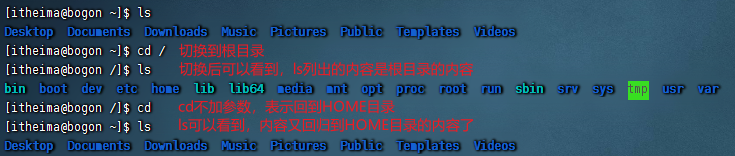 [itheima@bogon ~]$ ls
Desktop Documents Downloads Music Pictures Public Templates Videos
[itheima@bogon ~]$ cd / 切换到根目录
[itheima@bogon /]$ ls 切换后可以看到，ls列出的内容是根目录的内容
bin boot dev etc home lib lib64 media mnt opt proc root run sbin srv sys tmp usr var
[itheima@bogon /]$ cd cd不加参数，表示回到HOME目录
[itheima@bogon ~]$ ls ls可以看到，内容又回归到HOME目录的内容了
Desktop Documents Downloads Music Pictures Public Templates Videos